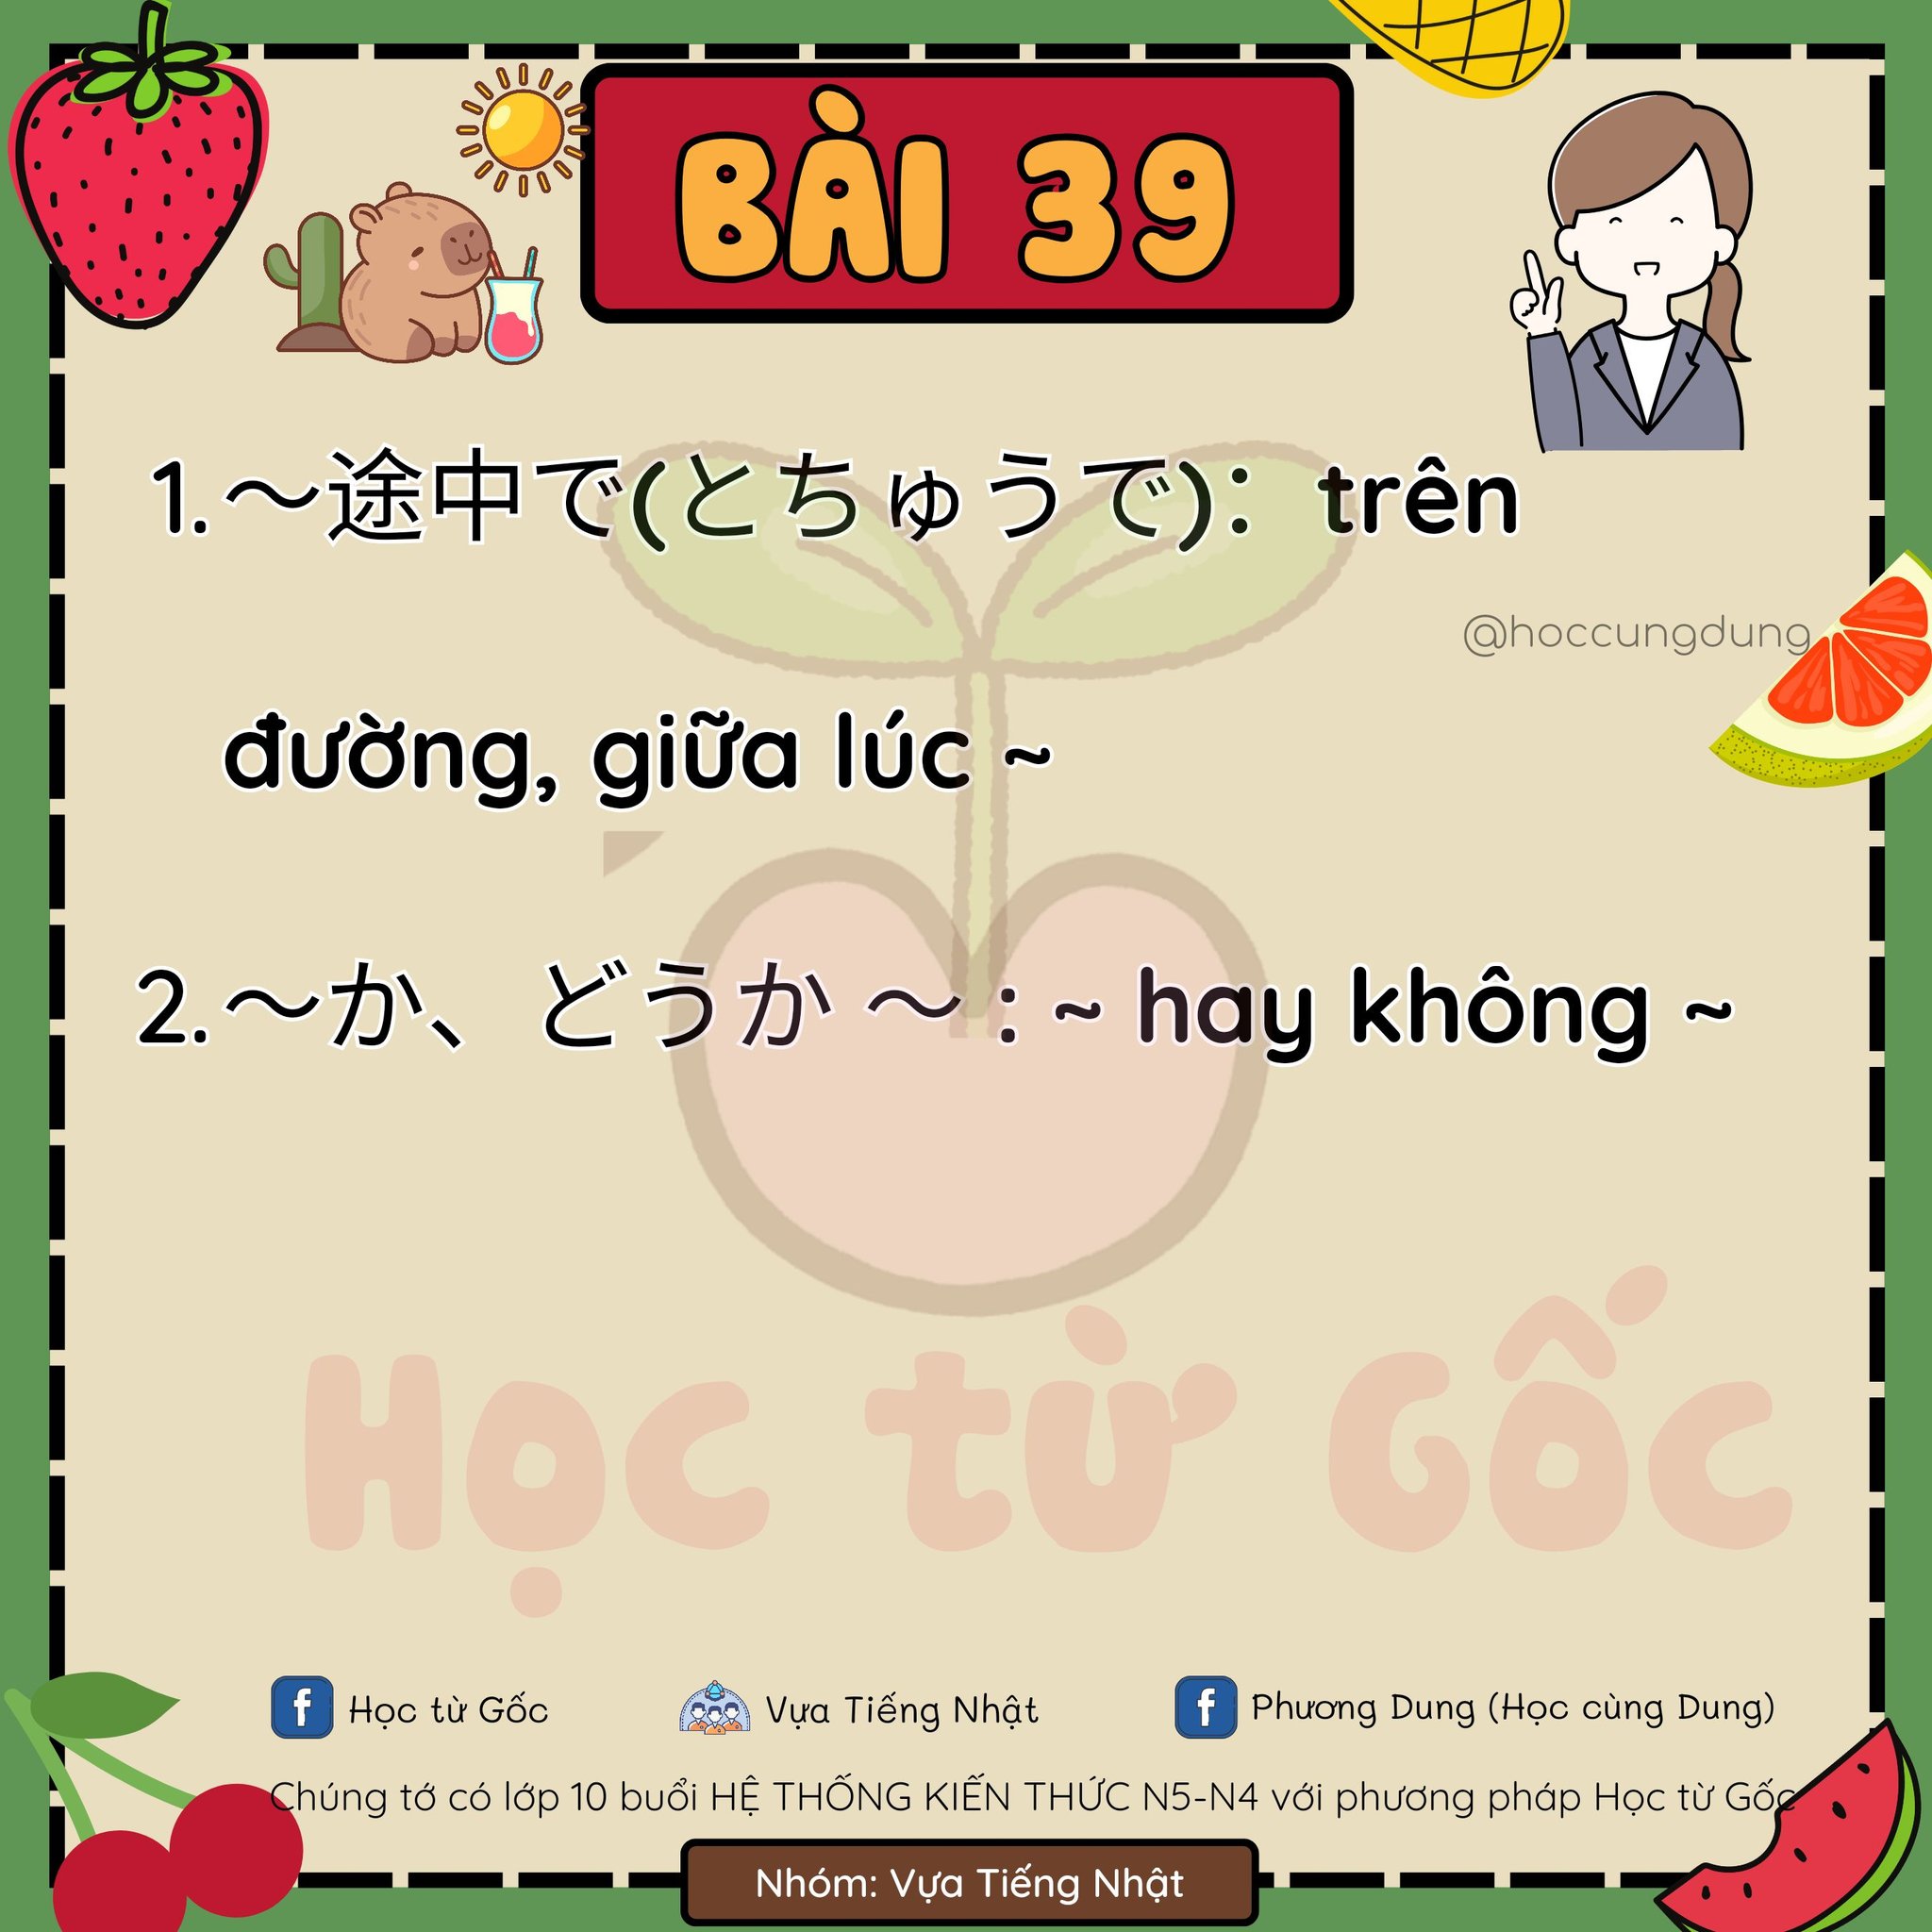 BÀI 39
1. ～途中で(とちゅうで)： trên
@hoccungdung
đường, giữa lúc ~
2. ～か、どうか ～ : ~ hay không ~
Học từ Gốc
Học từ Gốc
Vựa Tiếng Nhật
Phương Dung (Học cùng Dung)
Chúng tớ có lớp 10 buổi HỆ THỐNG KIẾN THỨC N5-N4 với phương pháp Học từ Gốc
Nhóm: Vựa Tiếng Nhật